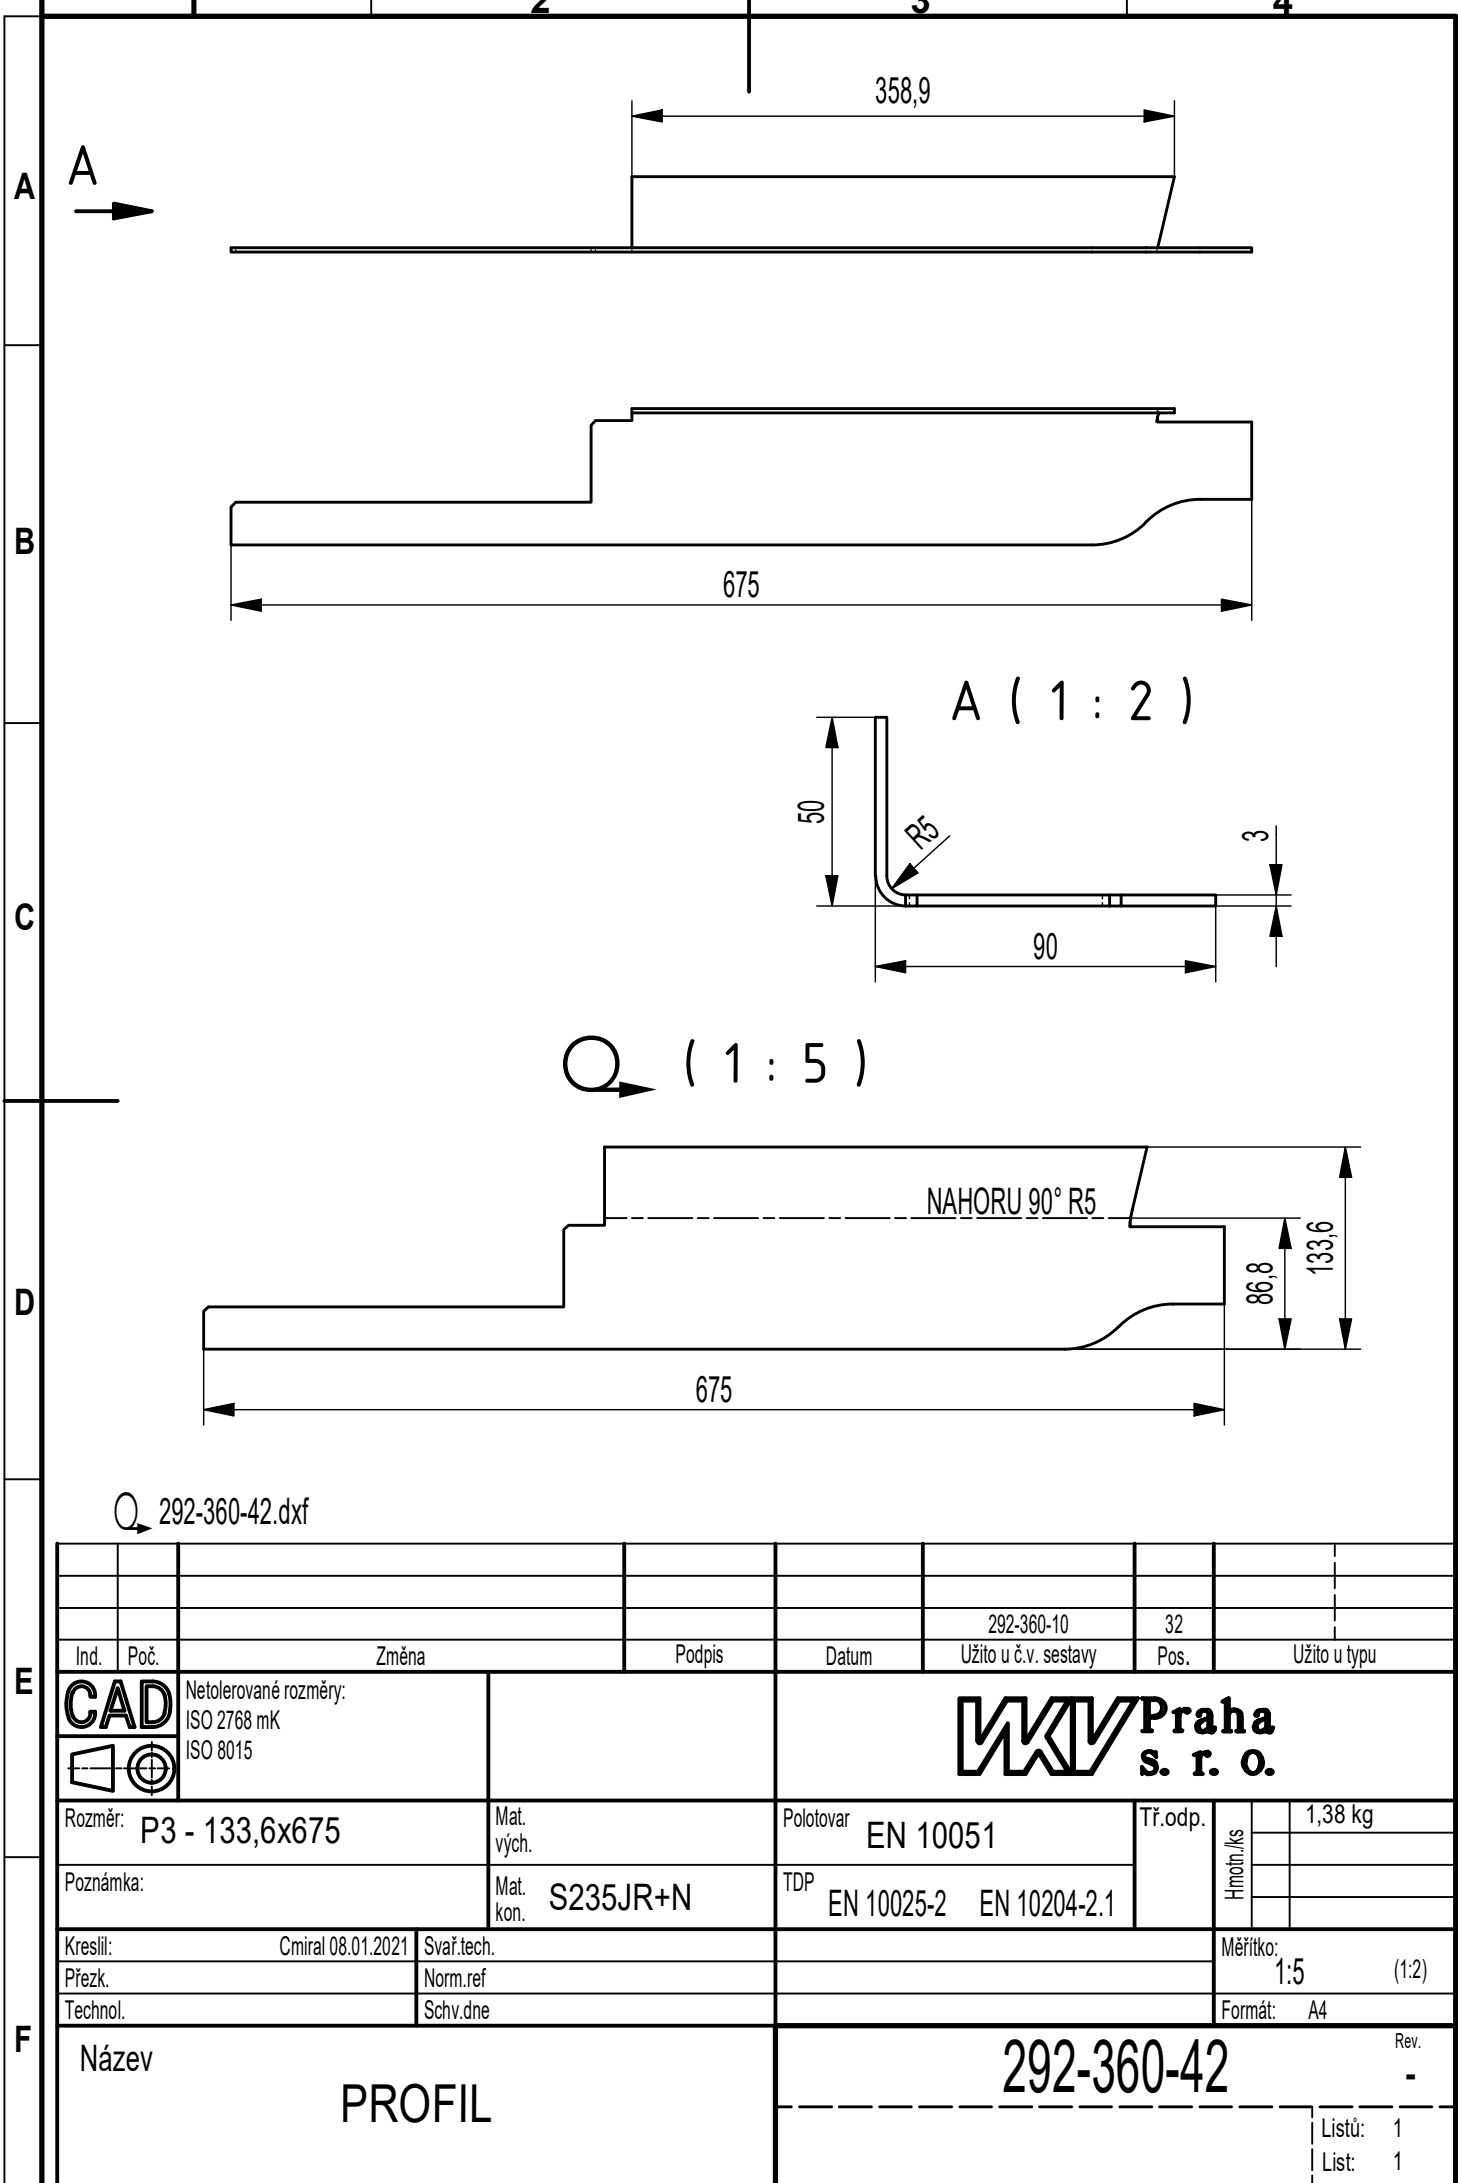 2 3 4
358,9
A
A
675
B
A ( 1 : 2 )
50
R5
3
C
90
( 1 : 5 )
NAHORU 90° R5
133,6
86,8
D
675
292-360-42.dxf
292-360-10 32
Ind. Poč. Změna Podpis Datum Užito u č.v. sestavy Pos. Užito u typu
E
CAD
Netolerované rozměry:
ISO 2768 mK
ISO 8015
VKV Praha
s. r. o.
Rozměr: P3 - 133,6x675
Mat.
vých.
Polotovar EN 10051
Tř.odp.
Hmotn./ks
1,38 kg
Poznámka:
Mat.
kon.
S235JR+N
TDP EN 10025-2 EN 10204-2.1
Kreslil: Cmiral 08.01.2021 Svař.tech.
Měřítko:
1:5 (1:2)
Přezk. Norm.ref
Technol. Schv.dne
Formát: A4
F
Název
PROFIL
292-360-42
Rev.
-
Listů: 1
List: 1